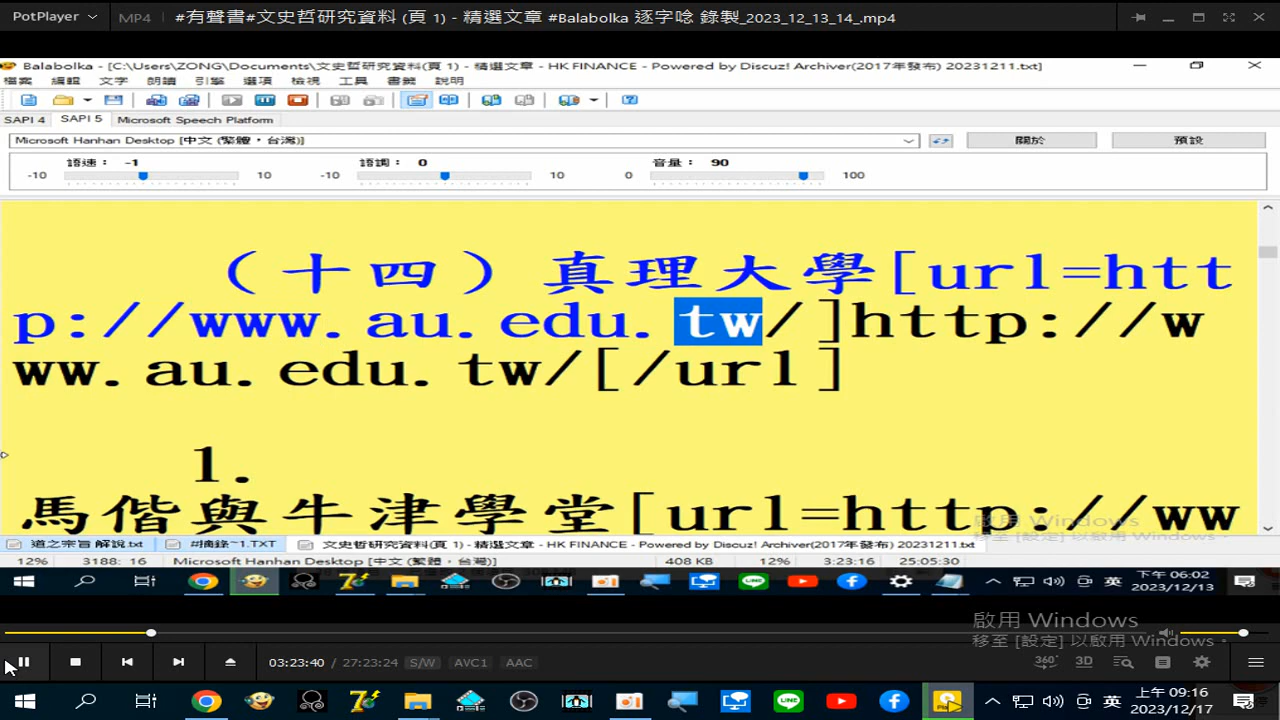 PotPlayer MP4 #有聲書#文史哲研究資料 (頁 1) - 精選文章 #Balabolka 逐字唸 錄製_2023_12_13_14_.mp4
Balabolka - [C:\Users\ZONG\Documents\文史哲研究資料(頁 1) - 精選文章 - HK FINANCE - Powered by Discuz! Archiver(2017年發布) 20231211.txt]
檔案 編輯 文字 朗讀 引擎 選項 檢視 工具 書籤 說明
SAPI 4 SAPI 5 Microsoft Speech Platform
Microsoft Hanhan Desktop [中文 (繁體，台灣)] 關於 預設
語速： -1 語調： 0 音量： 90
-10 10 -10 10 0 100
（十四）真理大學[url=htt
p://www.au.edu.tw/]http://w
ww.au.edu.tw/[/url]
1.
馬偕與牛津學堂[url=http://ww
啟用 Windows
移至 [設定] 以啟用 Windows。
道之宗旨 解說.txt #摘錄~1.TXT 文史哲研究資料(頁 1) - 精選文章 - HK FINANCE - Powered by Discuz! Archiver(2017年發布) 20231211.txt
12% 3188: 16 Microsoft Hanhan Desktop [中文 (繁體，台灣)] 408 KB 12% 3:23:16 25:05:30
英 下午 06:02
2023/12/13
啟用 Windows
移至 [設定] 以啟用 Windows。
03:23:40 / 27:23:24 S/W AVC1 AAC 360° 3D
英 上午 09:16
2023/12/17